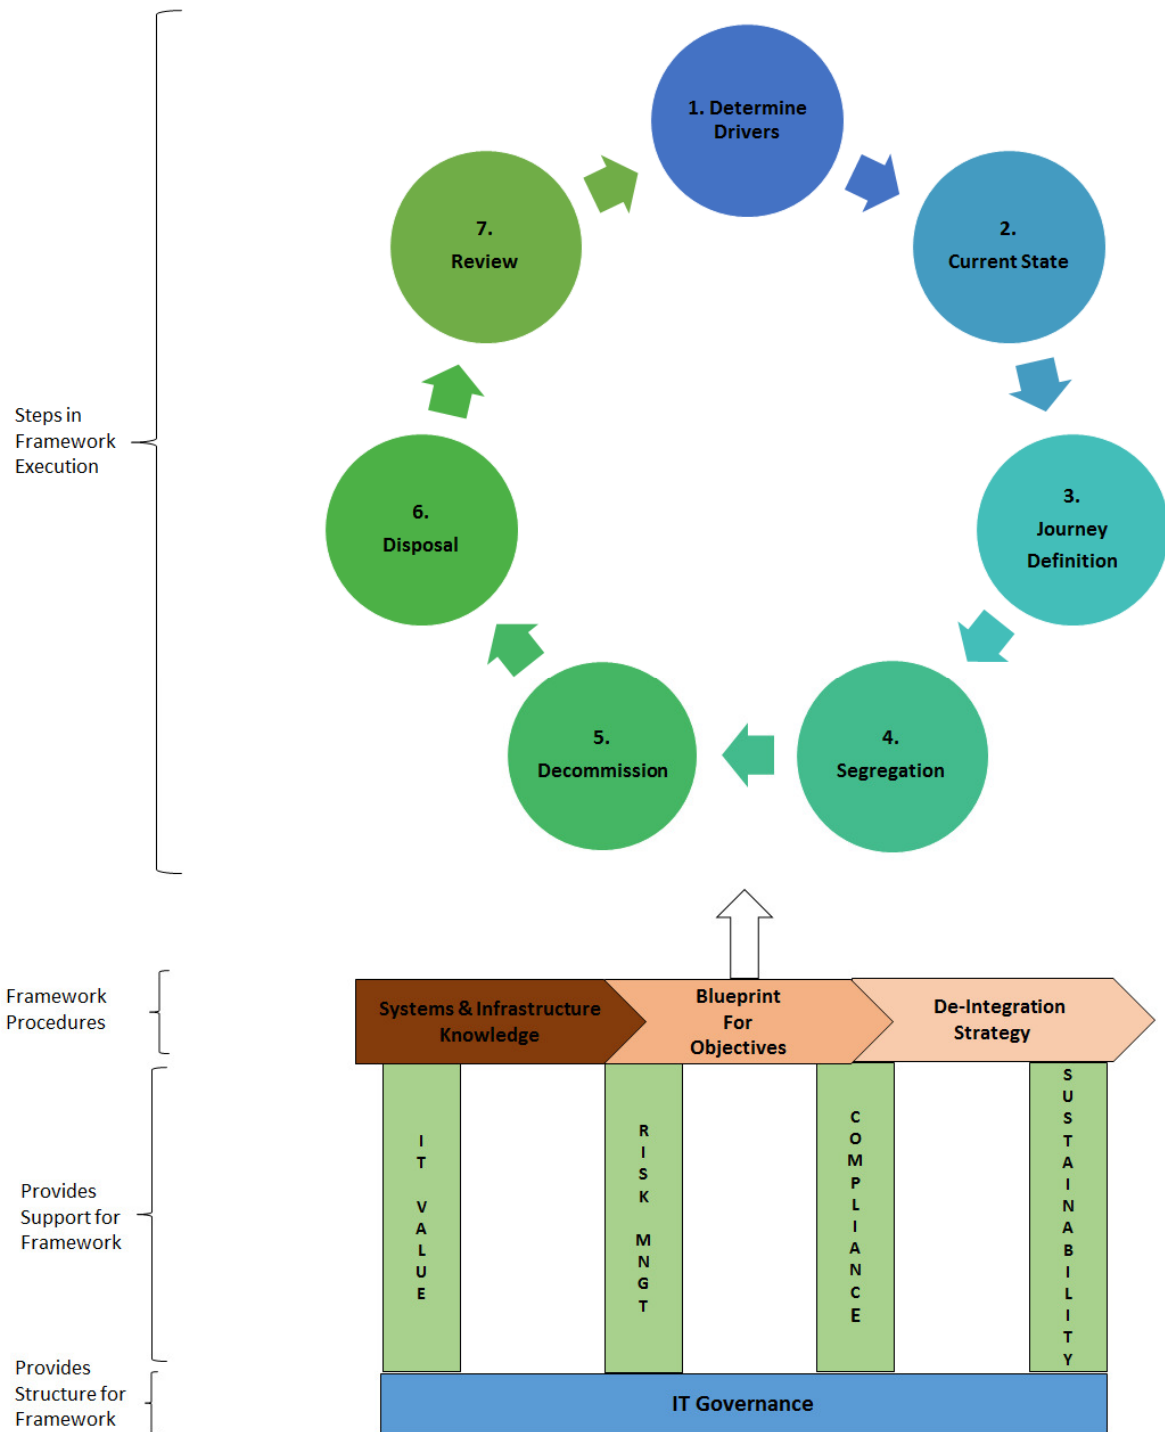 1. Determine
Drivers
2.
Current State
3.
Journey
Definition
4.
Segregation
5.
Decommission
6.
Disposal
7.
Review
Steps in
Framework
Execution
Framework
Procedures
Systems & Infrastructure
Knowledge
Blueprint
For
Objectives
De-Integration
Strategy
Provides
Support for
Framework
IT VALUE
RISK MNGT
COMPLIANCE
SUSTAINABILITY
Provides
Structure for
Framework
IT Governance